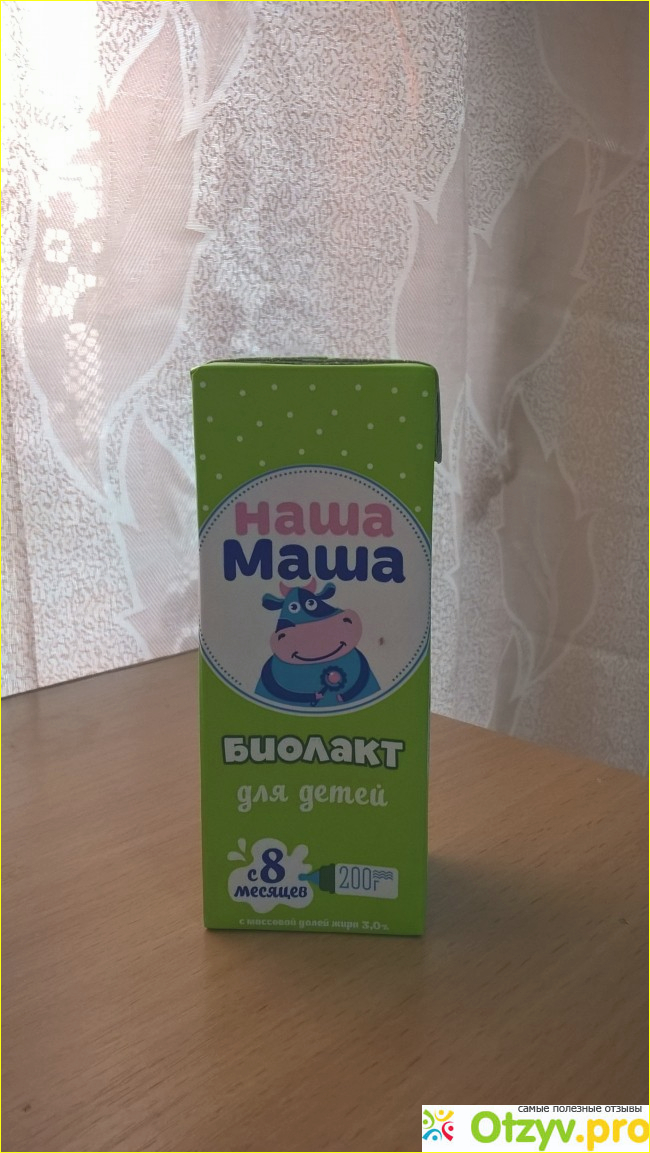 наша
Маша
БИОЛАКТ
для детей
с 8
месяцев
200г
с массовой долей жира 3,0%
самые полезные отзывы
Otzyv.pro